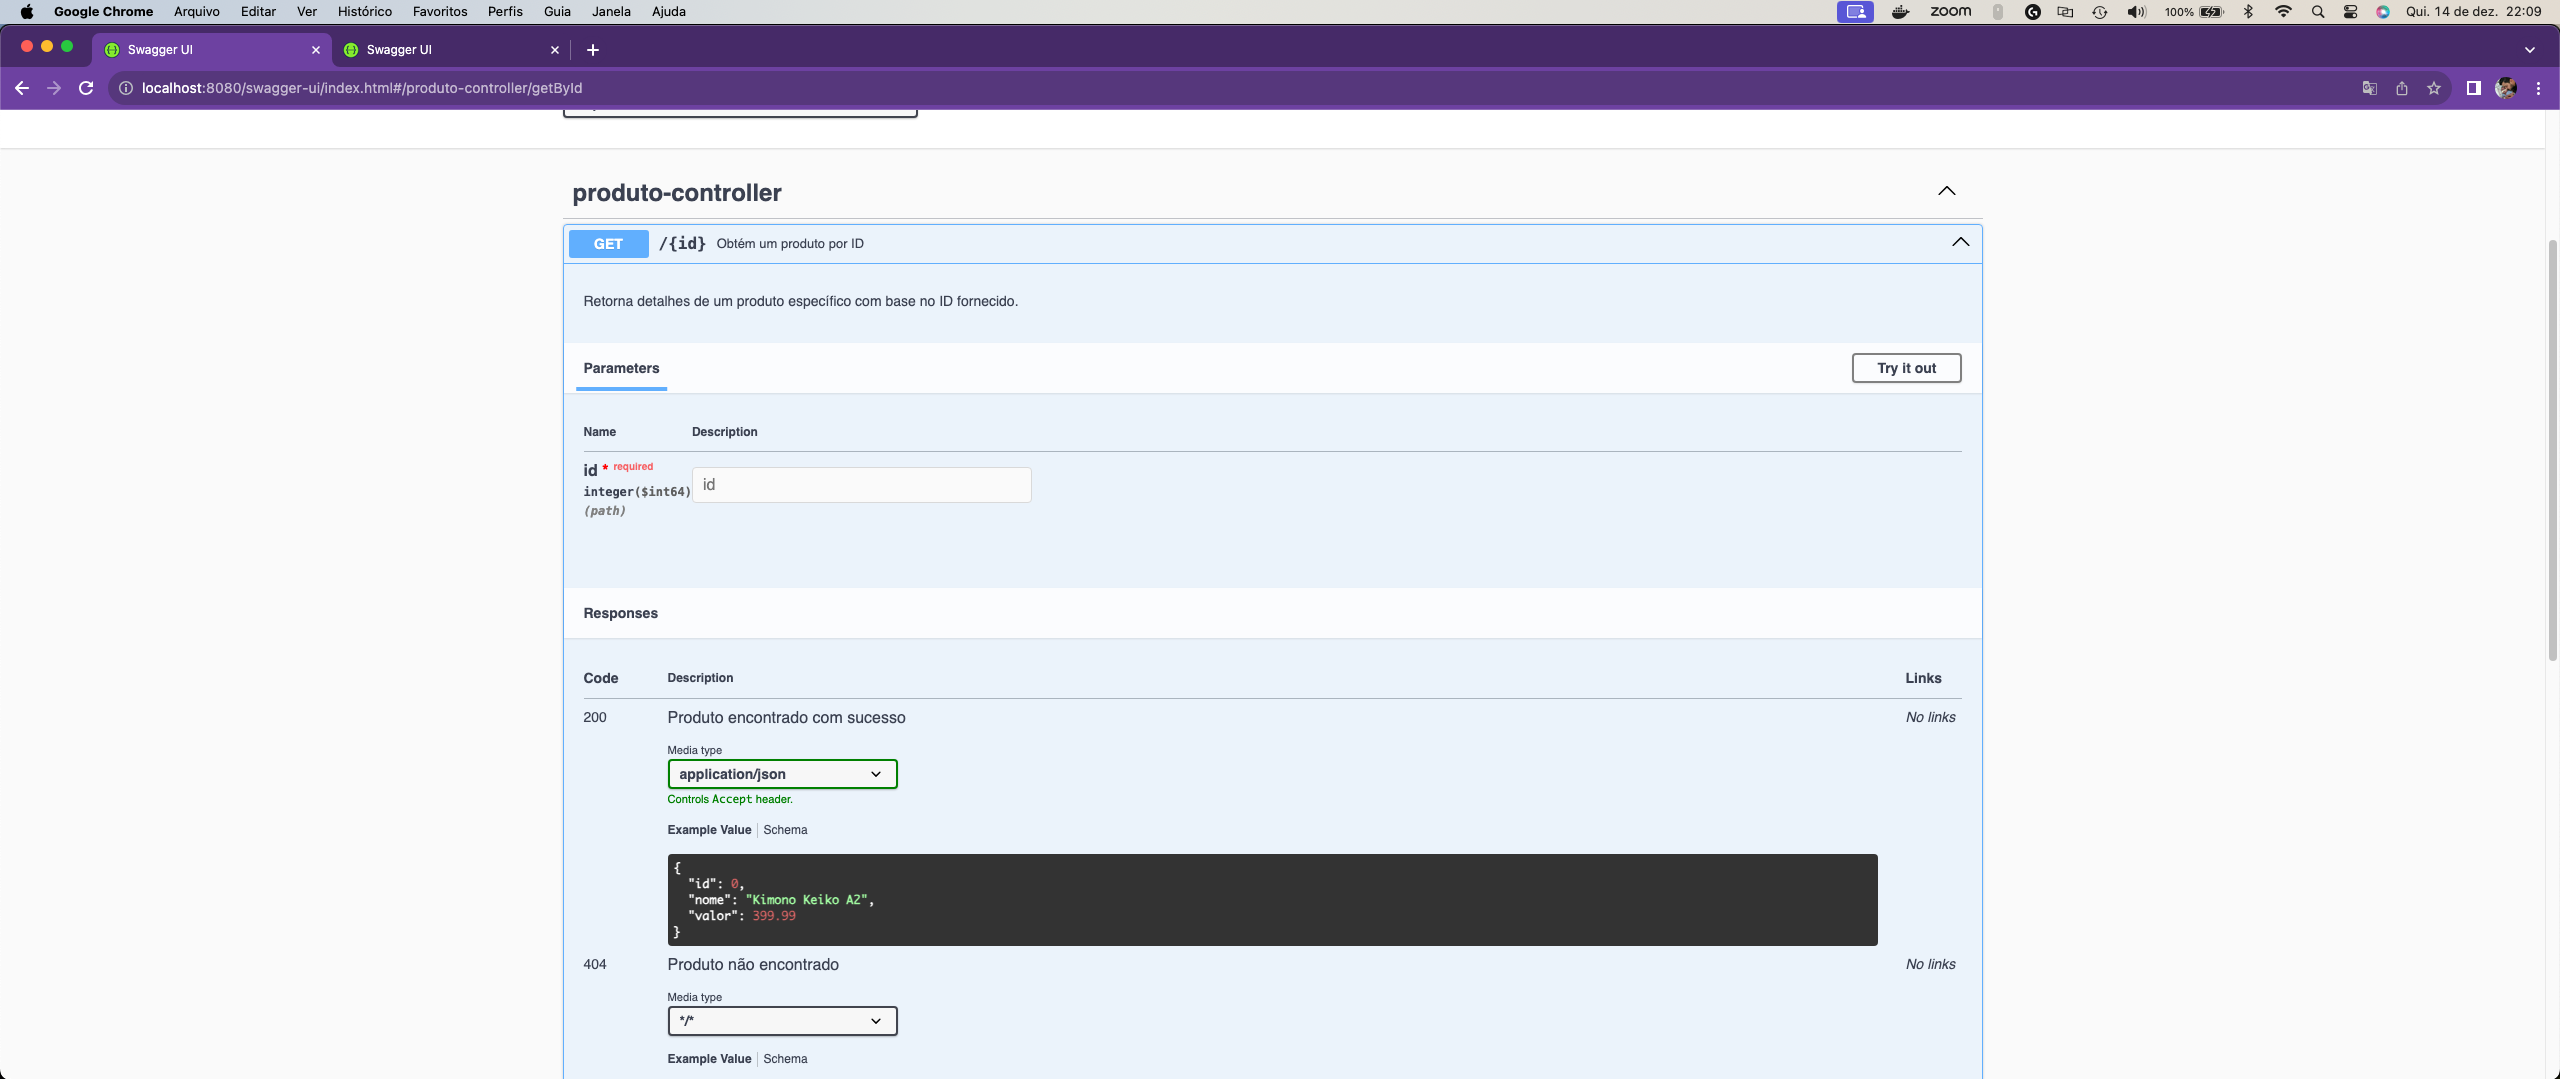 Google Chrome Arquivo Editar Ver Histórico Favoritos Perfis Guia Janela Ajuda zoom 100% Qui. 14 de dez. 22:09
Swagger UI Swagger UI
localhost:8080/swagger-ui/index.html#/produto-controller/getById
produto-controller
GET /{id} Obtém um produto por ID
Retorna detalhes de um produto específico com base no ID fornecido.
Parameters Try it out
Name Description
id * required
integer($int64) id
(path)
Responses
Code Description Links
200 Produto encontrado com sucesso No links
Media type
application/json
Controls Accept header.
Example Value Schema
{
"id": 0,
"nome": "Kimono Keiko A2",
"valor": 399.99
}
404 Produto não encontrado No links
Media type
*/*
Example Value Schema